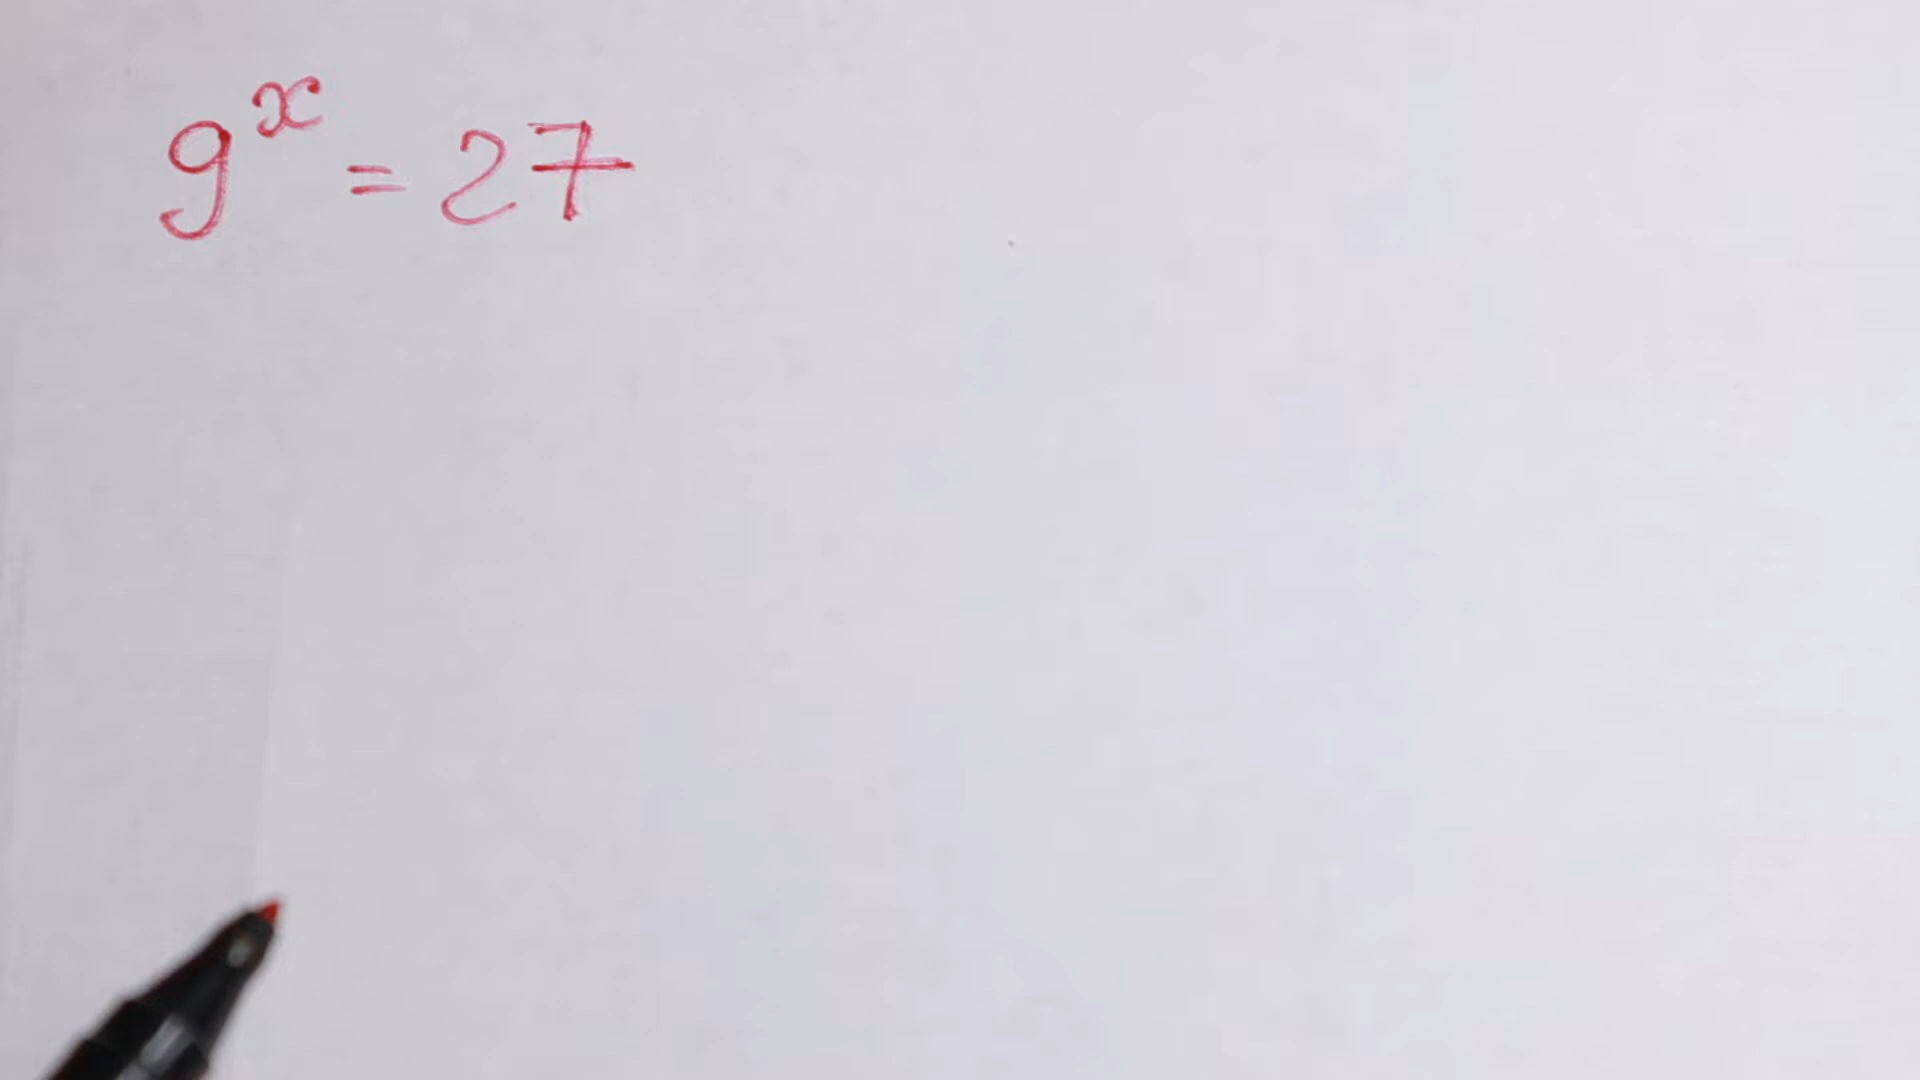 9^x = 27